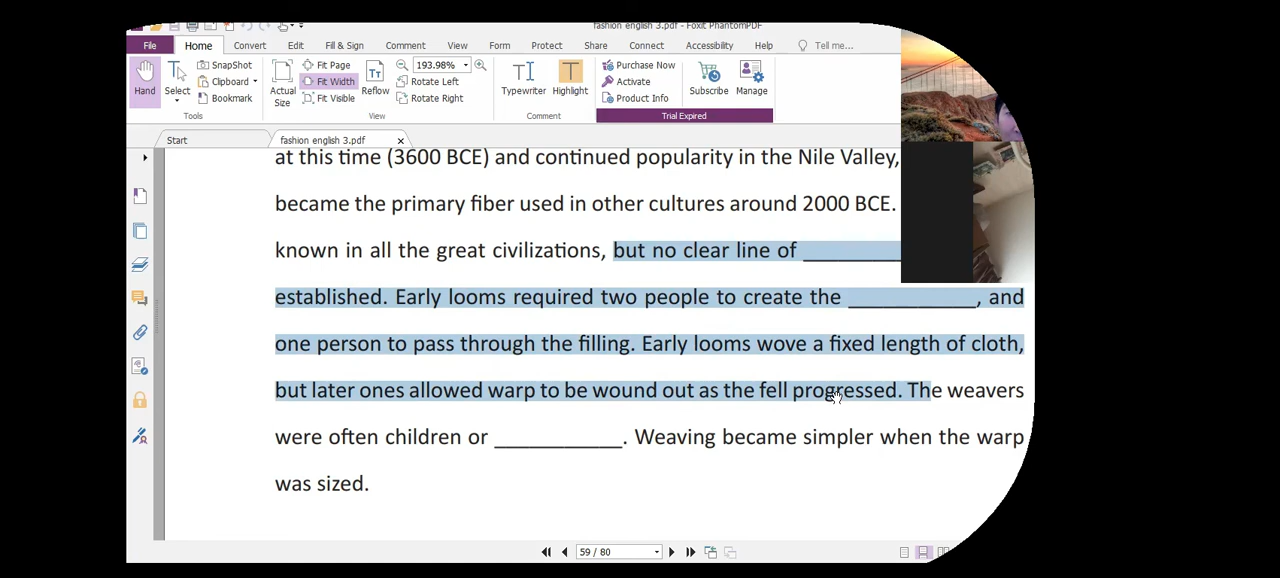 fashion english 3.pdf - Foxit PhantomPDF
File Home Convert Edit Fill & Sign Comment View Form Protect Share Connect Accessibility Help Tell me...
SnapShot Fit Page 193.98% Purchase Now
Clipboard Fit Width Rotate Left Activate
Hand Select Bookmark Actual Size Fit Visible Reflow Rotate Right Typewriter Highlight Product Info Subscribe Manage
Tools View Comment Trial Expired
Start fashion english 3.pdf
at this time (3600 BCE) and continued popularity in the Nile Valley,
became the primary fiber used in other cultures around 2000 BCE.
known in all the great civilizations, but no clear line of ___________
established. Early looms required two people to create the ___________, and
one person to pass through the filling. Early looms wove a fixed length of cloth,
but later ones allowed warp to be wound out as the fell progressed. The weavers
were often children or ___________. Weaving became simpler when the warp
was sized.
59 / 80